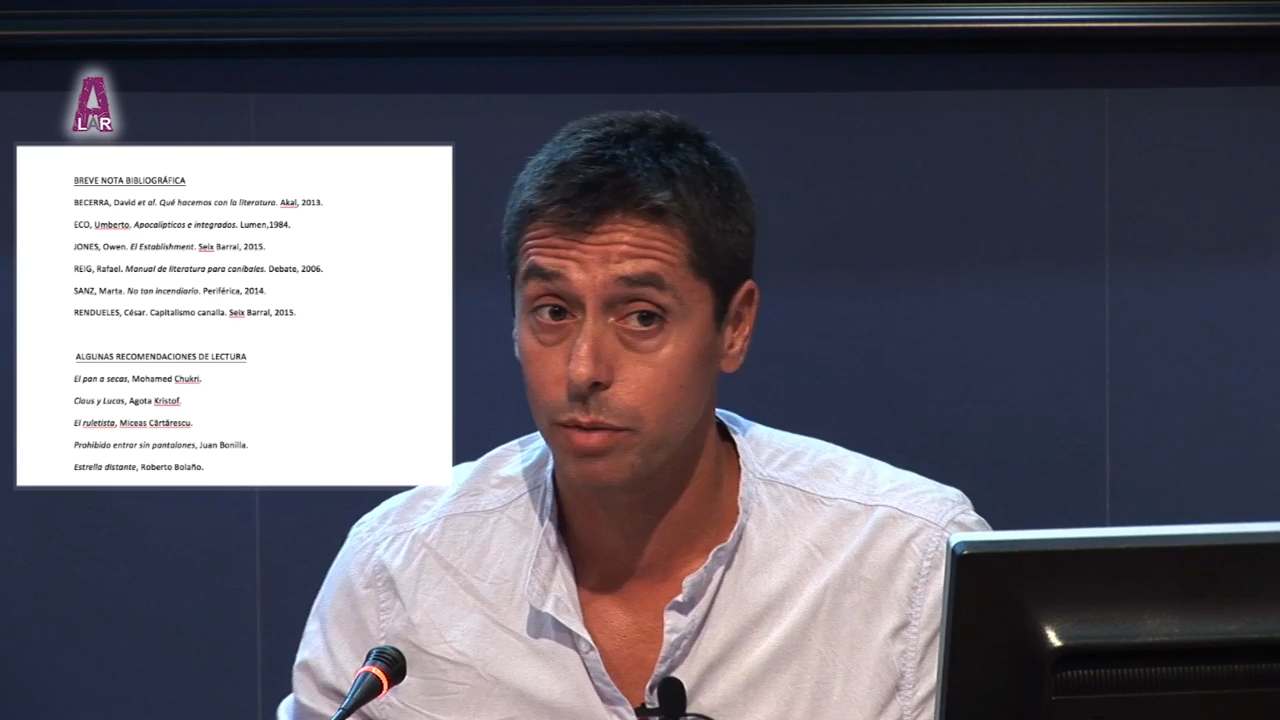 ALAR
BREVE NOTA BIBLIOGRÁFICA
BECERRA, David et al. Qué hacemos con la literatura. Akal, 2013.
ECO, Umberto. Apocalípticos e integrados. Lumen,1984.
JONES, Owen. El Establishment. Seix Barral, 2015.
REIG, Rafael. Manual de literatura para caníbales. Debate, 2006.
SANZ, Marta. No tan incendiario. Periférica, 2014.
RENDUELES, César. Capitalismo canalla. Seix Barral, 2015.
ALGUNAS RECOMENDACIONES DE LECTURA
El pan a secas, Mohamed Chukri.
Claus y Lucas, Agota Kristof.
El ruletista, Miceas Cărtărescu.
Prohibido entrar sin pantalones, Juan Bonilla.
Estrella distante, Roberto Bolaño.